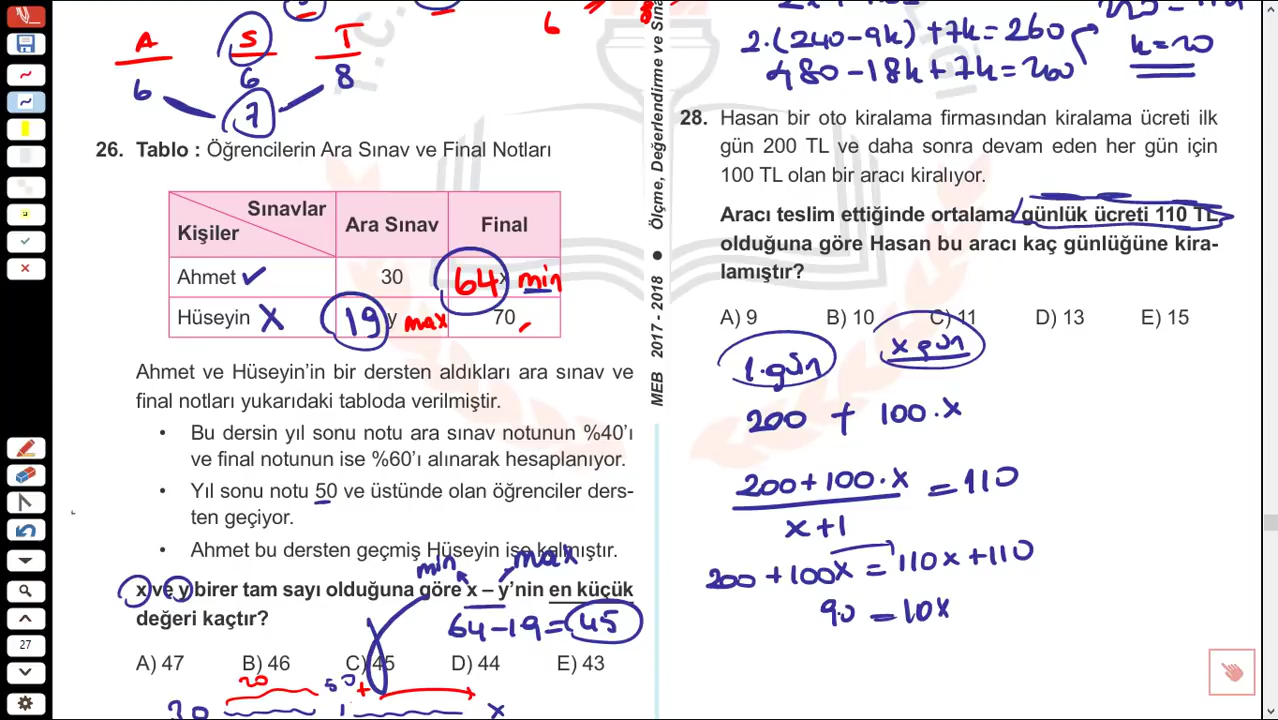 A S T
6 6 8
7
6
2.(240-9k) +7k=260
480-18k+7k=260
k=20
26. Tablo : Öğrencilerin Ara Sınav ve Final Notları
Sınavlar
Kişiler
Ara Sınav
Final
Ahmet ✓ 30 64 x min
Hüseyin X 19 y max 70
Ahmet ve Hüseyin'in bir dersten aldıkları ara sınav ve
final notları yukarıdaki tabloda verilmiştir.
• Bu dersin yıl sonu notu ara sınav notunun %40'ı
ve final notunun ise %60'ı alınarak hesaplanıyor.
• Yıl sonu notu 50 ve üstünde olan öğrenciler ders-
ten geçiyor.
• Ahmet bu dersten geçmiş Hüseyin ise kalmıştır.
min max
x ve y birer tam sayı olduğuna göre x – y'nin en küçük
değeri kaçtır?
64-19=45
A) 47 B) 46 C) 45 D) 44 E) 43
20 50 +
30 x
MEB 2017 - 2018 ● Ölçme, Değerlendirme ve
28. Hasan bir oto kiralama firmasından kiralama ücreti ilk
gün 200 TL ve daha sonra devam eden her gün için
100 TL olan bir aracı kiralıyor.
Aracı teslim ettiğinde ortalama günlük ücreti 110 TL
olduğuna göre Hasan bu aracı kaç günlüğüne kira-
lamıştır?
A) 9 B) 10 C) 11 D) 13 E) 15
1.gün x gün
200 + 100.x
200+100.x = 110
x+1
200+100x = 110x+110
90 = 10x
27